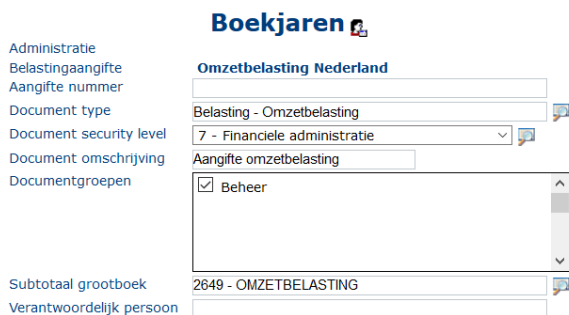 Boekjaren
Administratie
Belastingaangifte Omzetbelasting Nederland
Aangifte nummer
Document type Belasting - Omzetbelasting
Document security level 7 - Financiele administratie
Document omschrijving Aangifte omzetbelasting
Documentgroepen Beheer
Subtotaal grootboek 2649 - OMZETBELASTING
Verantwoordelijk persoon